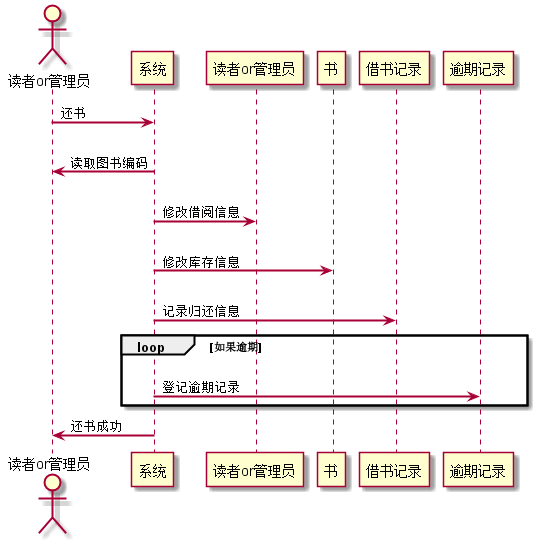 读者or管理员
系统
读者or管理员
书
借书记录
逾期记录
还书
读取图书编码
修改借阅信息
修改库存信息
记录归还信息
loop
[如果逾期]
登记逾期记录
还书成功
读者or管理员
系统
读者or管理员
书
借书记录
逾期记录